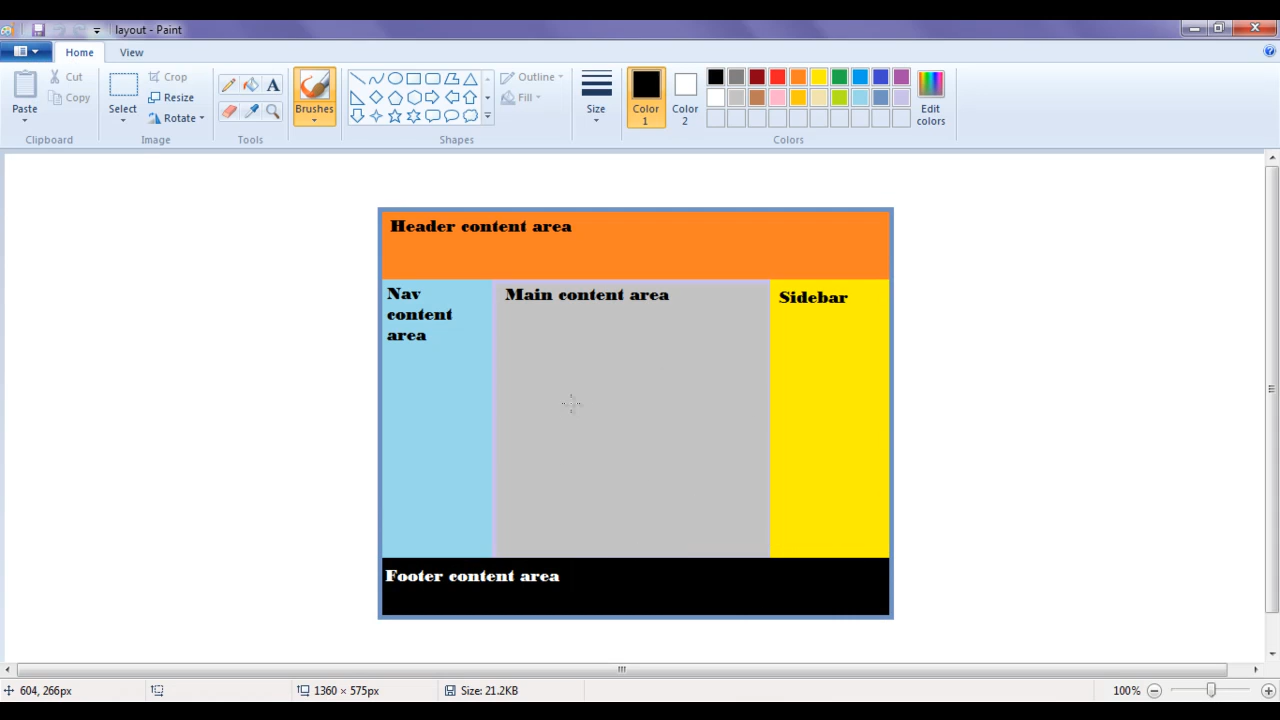 layout - Paint
Home View
Paste
Cut
Copy
Clipboard
Select
Crop
Resize
Rotate
Image
A
Tools
Brushes
Shapes
Outline
Fill
Size
Color 1
Color 2
Edit colors
Colors
Header content area
Nav content area
Main content area
Sidebar
Footer content area
604, 266px
1360 × 575px
Size: 21.2KB
100%